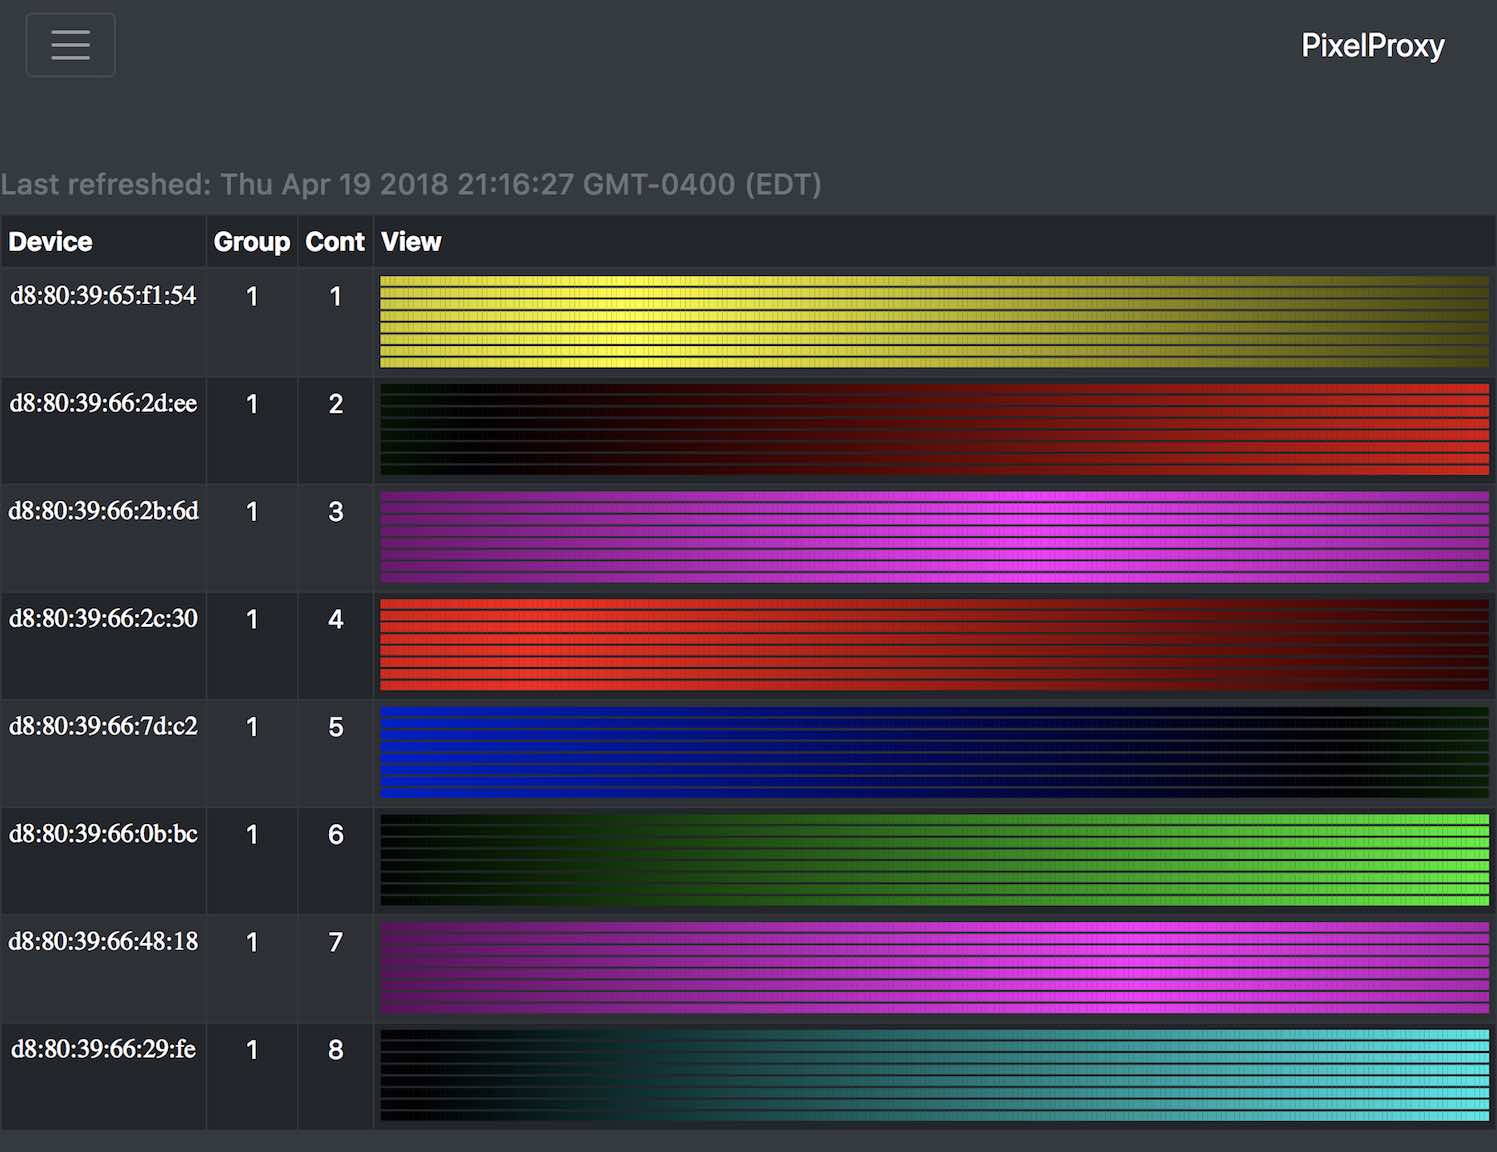 PixelProxy
Last refreshed: Thu Apr 19 2018 21:16:27 GMT-0400 (EDT)
Device Group Cont View
d8:80:39:65:f1:54 1 1
d8:80:39:66:2d:ee 1 2
d8:80:39:66:2b:6d 1 3
d8:80:39:66:2c:30 1 4
d8:80:39:66:7d:c2 1 5
d8:80:39:66:0b:bc 1 6
d8:80:39:66:48:18 1 7
d8:80:39:66:29:fe 1 8